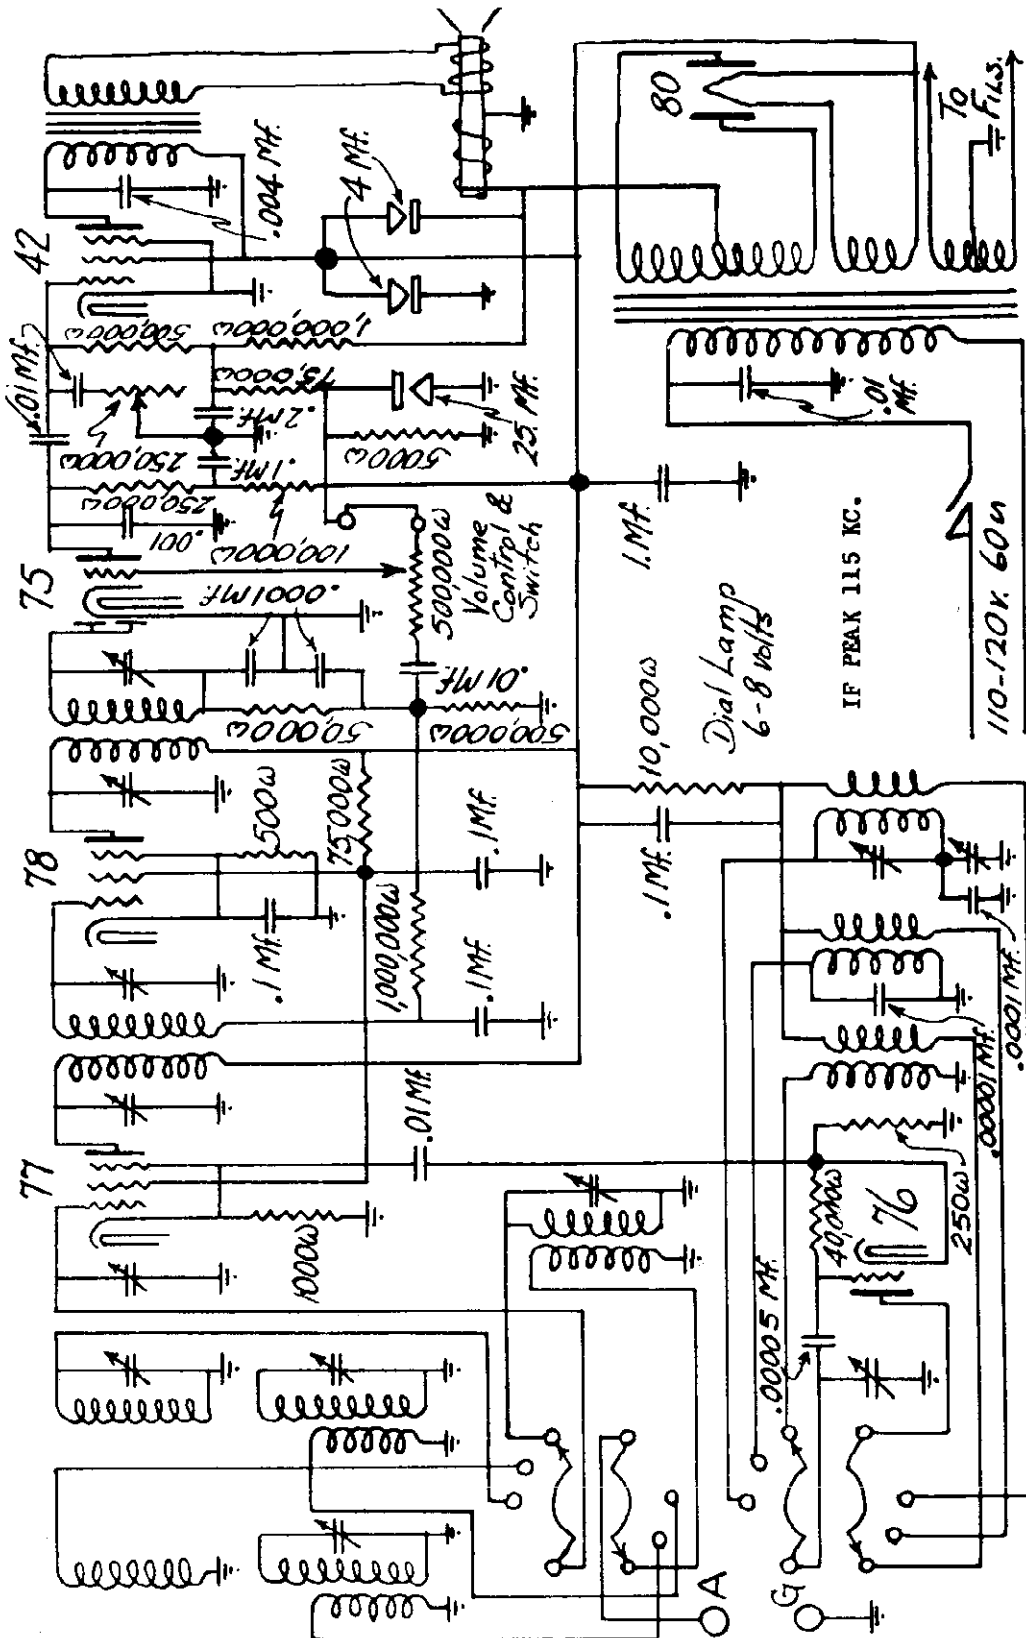 77
78
75
42
80
.01 Mf.
500,000ω
1,000,000ω
.004 Mf.
4 Mf.
250,000ω
.2 Mf.
75,000ω
25. Mf.
250,000ω
.1 Mf.
5000ω
.001
100,000ω
.0001 Mf.
500,000ω
Volume
Control &
Switch
50,000ω
.01 Mf.
500,000ω
500ω
75,000ω
.1 Mf.
.1 Mf.
1,000,000ω
.1 Mf.
.01 Mf.
1000ω
To
Fils.
.01
Mf.
1. Mf.
110-120v. 60u
IF PEAK 115 KC.
Dial Lamp
6-8 volts
10,000ω
.1 Mf.
.0001 Mf.
.00001 Mf.
250ω
40,000ω
76
.00005 Mf.
A
G